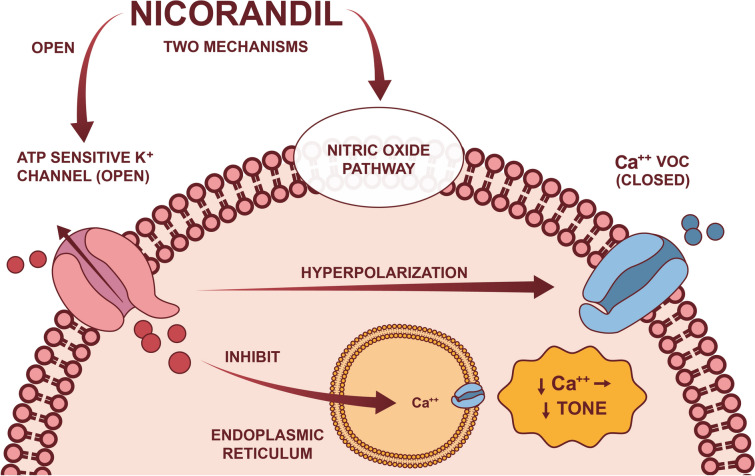 NICORANDIL
OPEN
TWO MECHANISMS
ATP SENSITIVE K⁺
CHANNEL (OPEN)
NITRIC OXIDE
PATHWAY
Ca⁺⁺ VOC
(CLOSED)
HYPERPOLARIZATION
INHIBIT
Ca⁺⁺
ENDOPLASMIC
RETICULUM
↓ Ca⁺⁺ →
↓ TONE